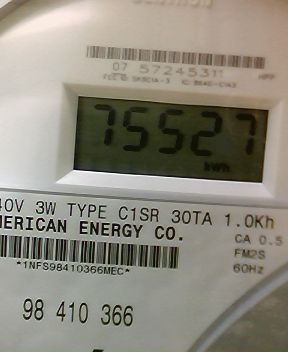 07 57245311
75527
kWh
40V 3W TYPE C1SR 30TA 1.0Kh
MERICAN ENERGY CO.
CA 0.5
FM2S
60Hz
*1NFS98410366MEC*
98 410 366